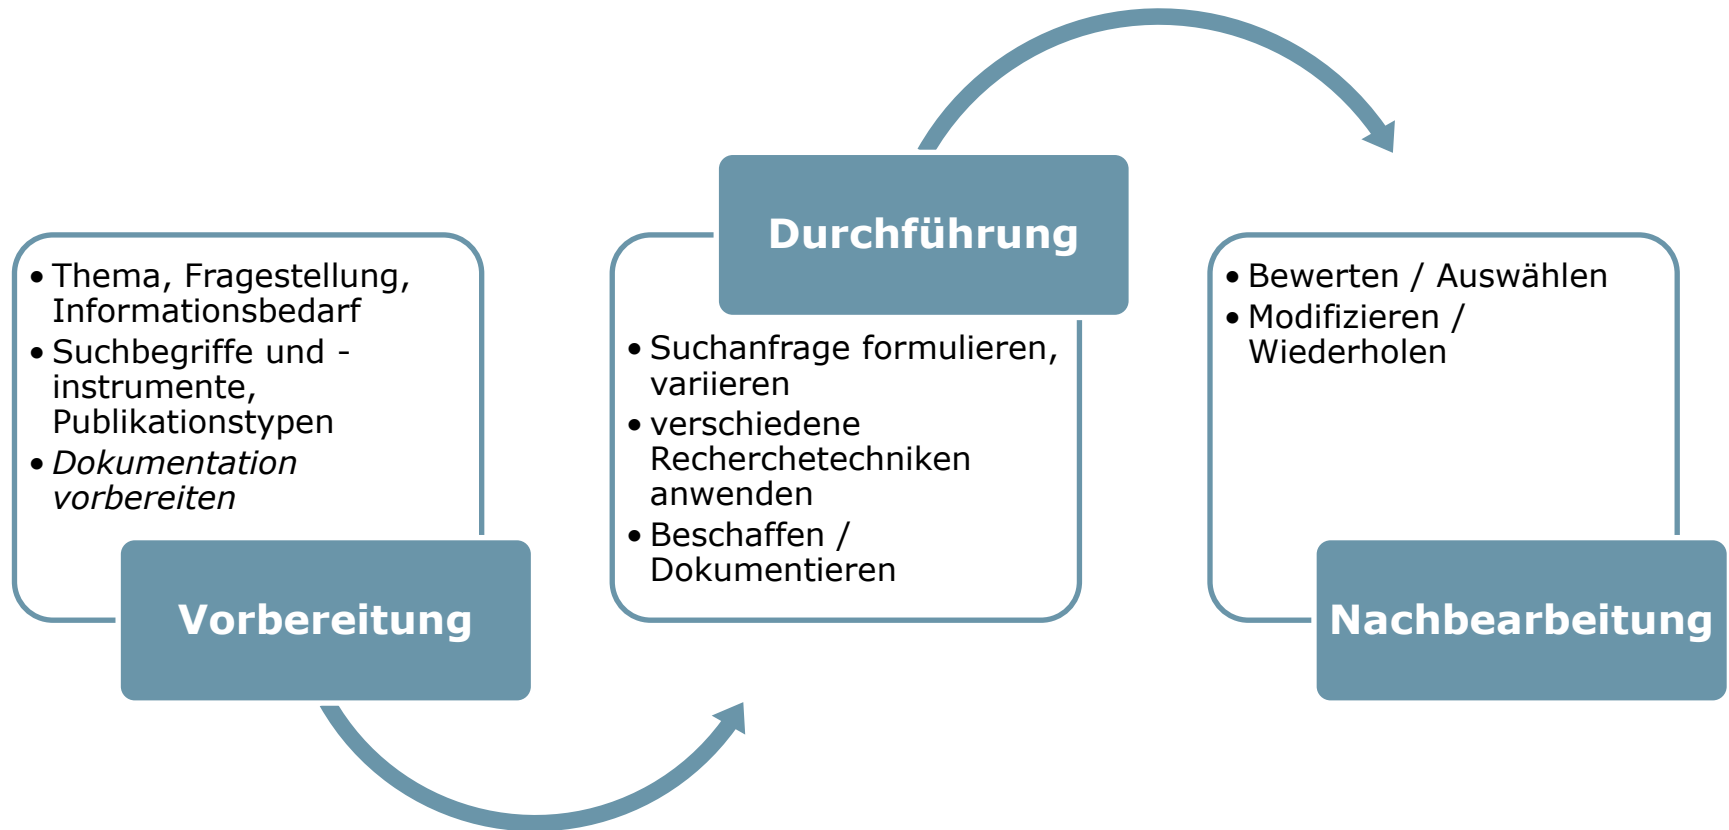 • Thema, Fragestellung,
Informationsbedarf
• Suchbegriffe und -
instrumente,
Publikationstypen
• Dokumentation
vorbereiten
Vorbereitung
Durchführung
• Suchanfrage formulieren,
variieren
• verschiedene
Recherchetechniken
anwenden
• Beschaffen /
Dokumentieren
• Bewerten / Auswählen
• Modifizieren /
Wiederholen
Nachbearbeitung